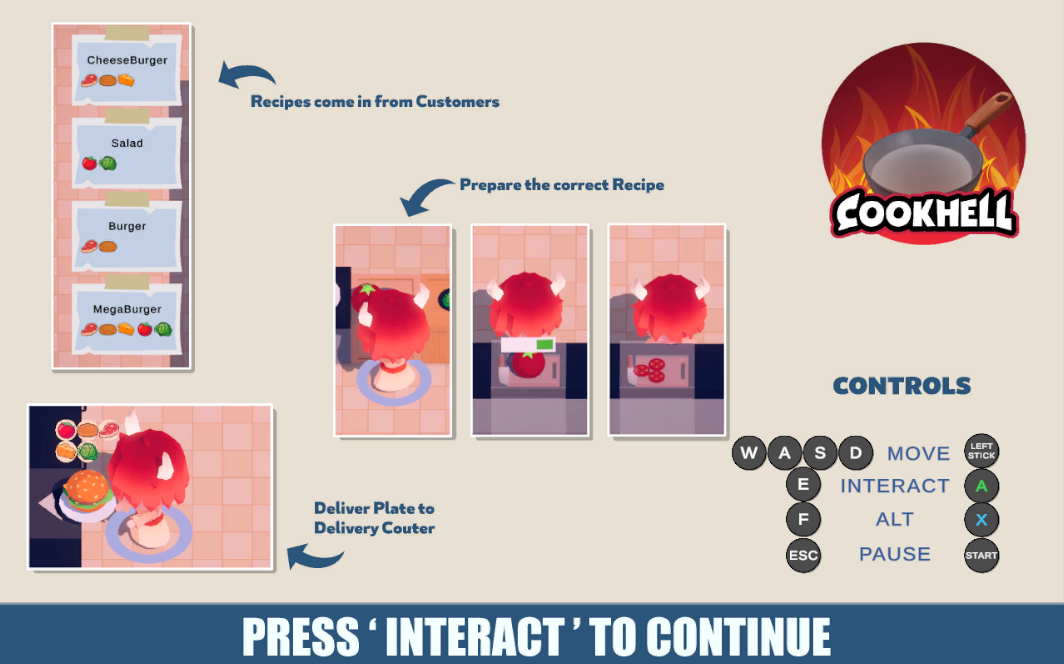 CheeseBurger
Recipes come in from Customers
Salad
Burger
MegaBurger
Prepare the correct Recipe
COOKHELL
Deliver Plate to
Delivery Couter
CONTROLS
W A S D MOVE LEFT STICK
E INTERACT A
F ALT X
ESC PAUSE START
PRESS ‘ INTERACT ’ TO CONTINUE